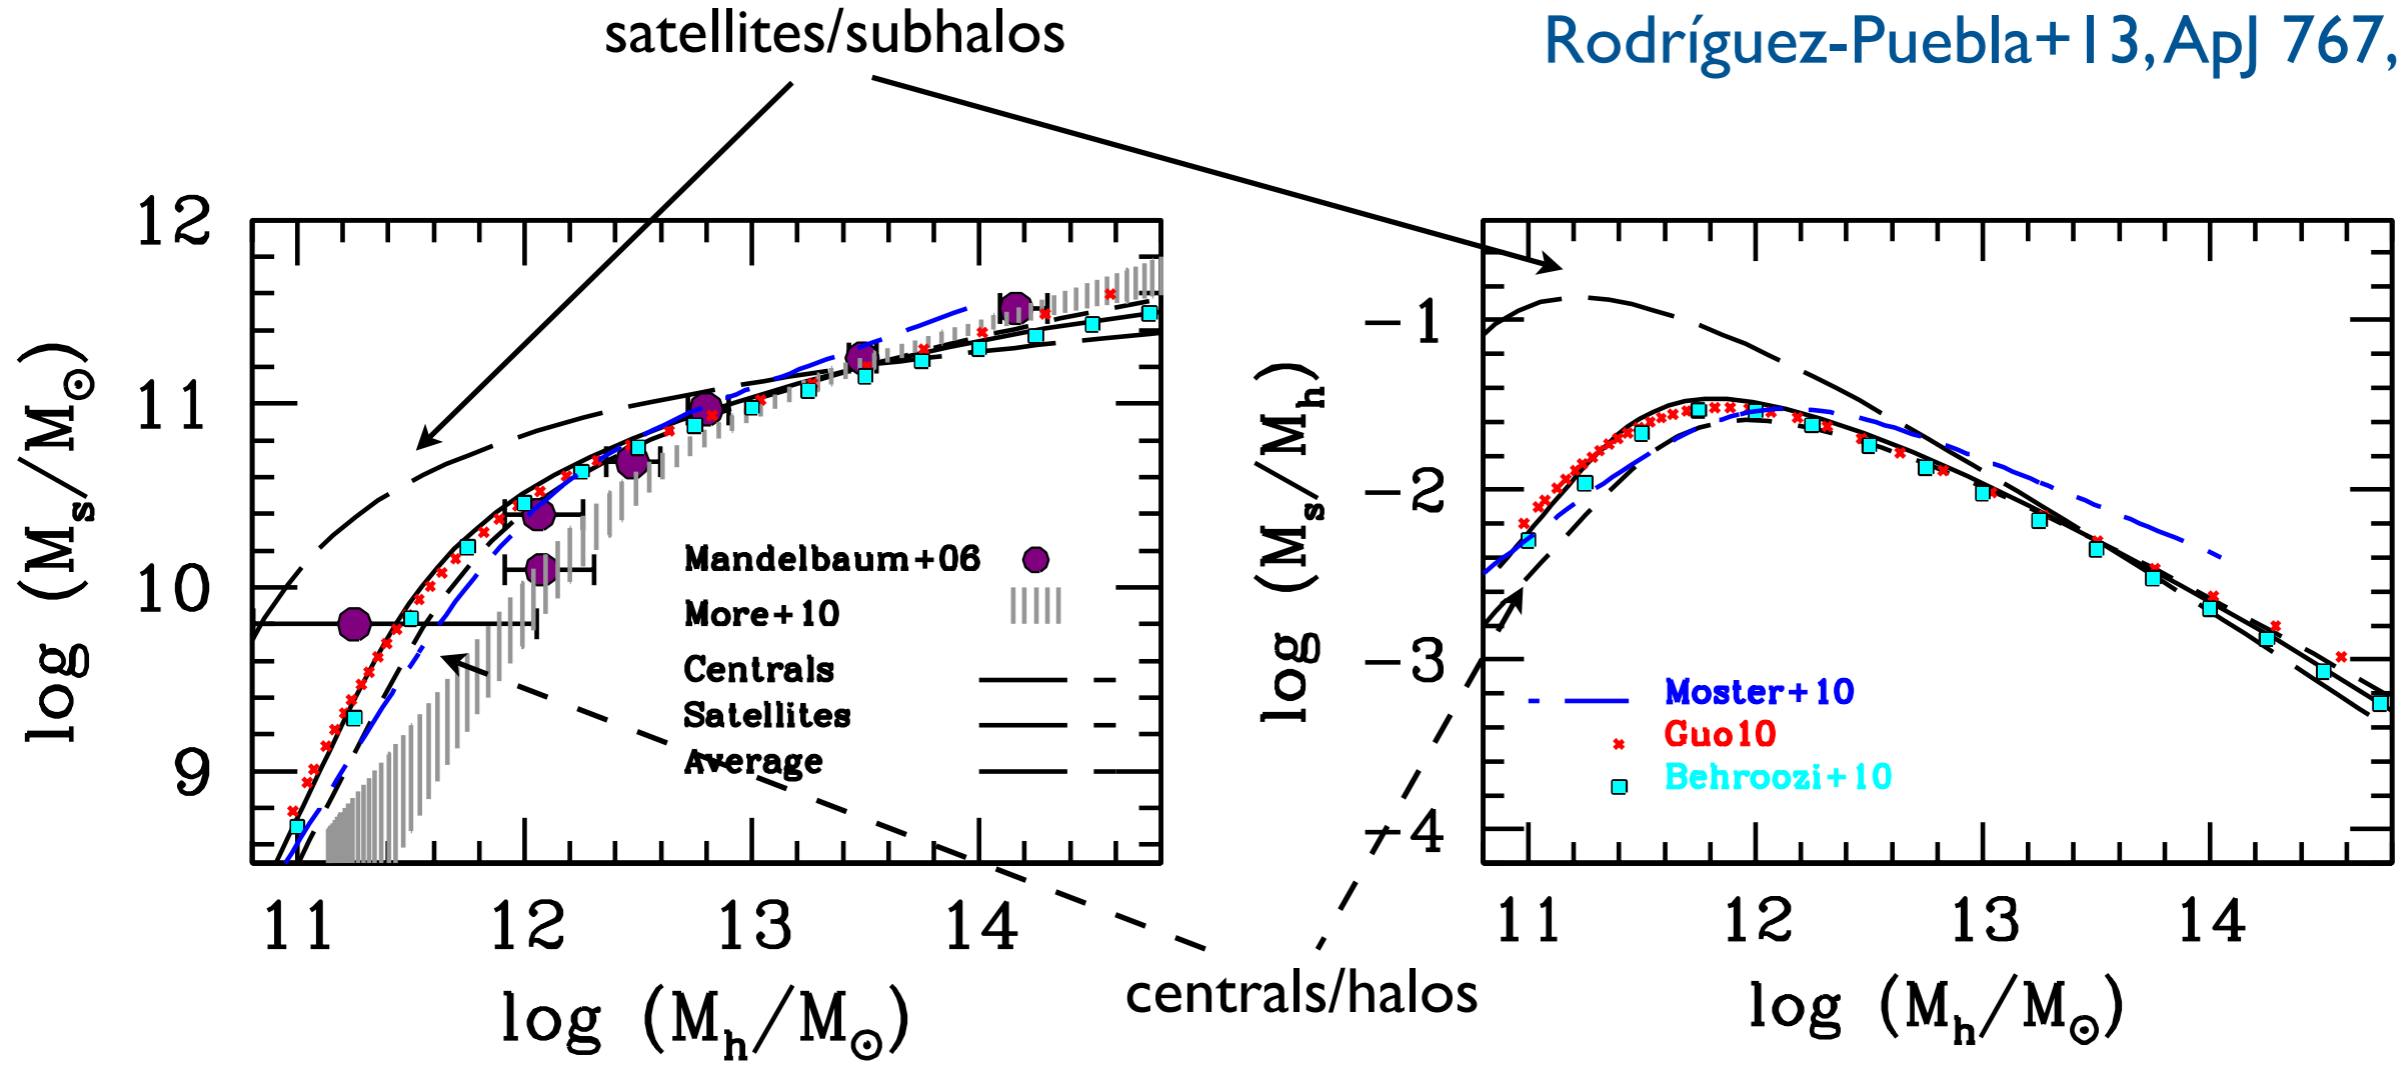 satellites/subhalos
Rodríguez-Puebla+13, ApJ 767,
12
11
10
9
log (Ms/M⊙)
Mandelbaum+06
More+10
Centrals
Satellites
Average
11 12 13 14
log (Mh/M⊙)
-1
-2
-3
-4
log (Ms/Mh)
Moster+10
Guo10
Behroozi+10
11 12 13 14
log (Mh/M⊙)
centrals/halos